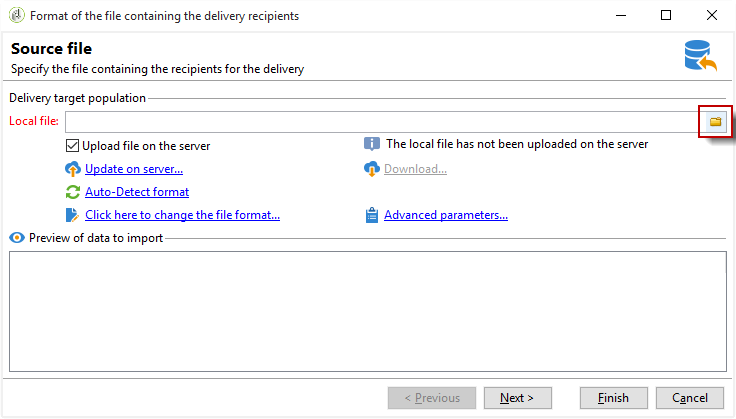 Format of the file containing the delivery recipients
Source file
Specify the file containing the recipients for the delivery
Delivery target population
Local file:
Upload file on the server
The local file has not been uploaded on the server
Update on server...
Download...
Auto-Detect format
Click here to change the file format...
Advanced parameters...
Preview of data to import
< Previous
Next >
Finish
Cancel